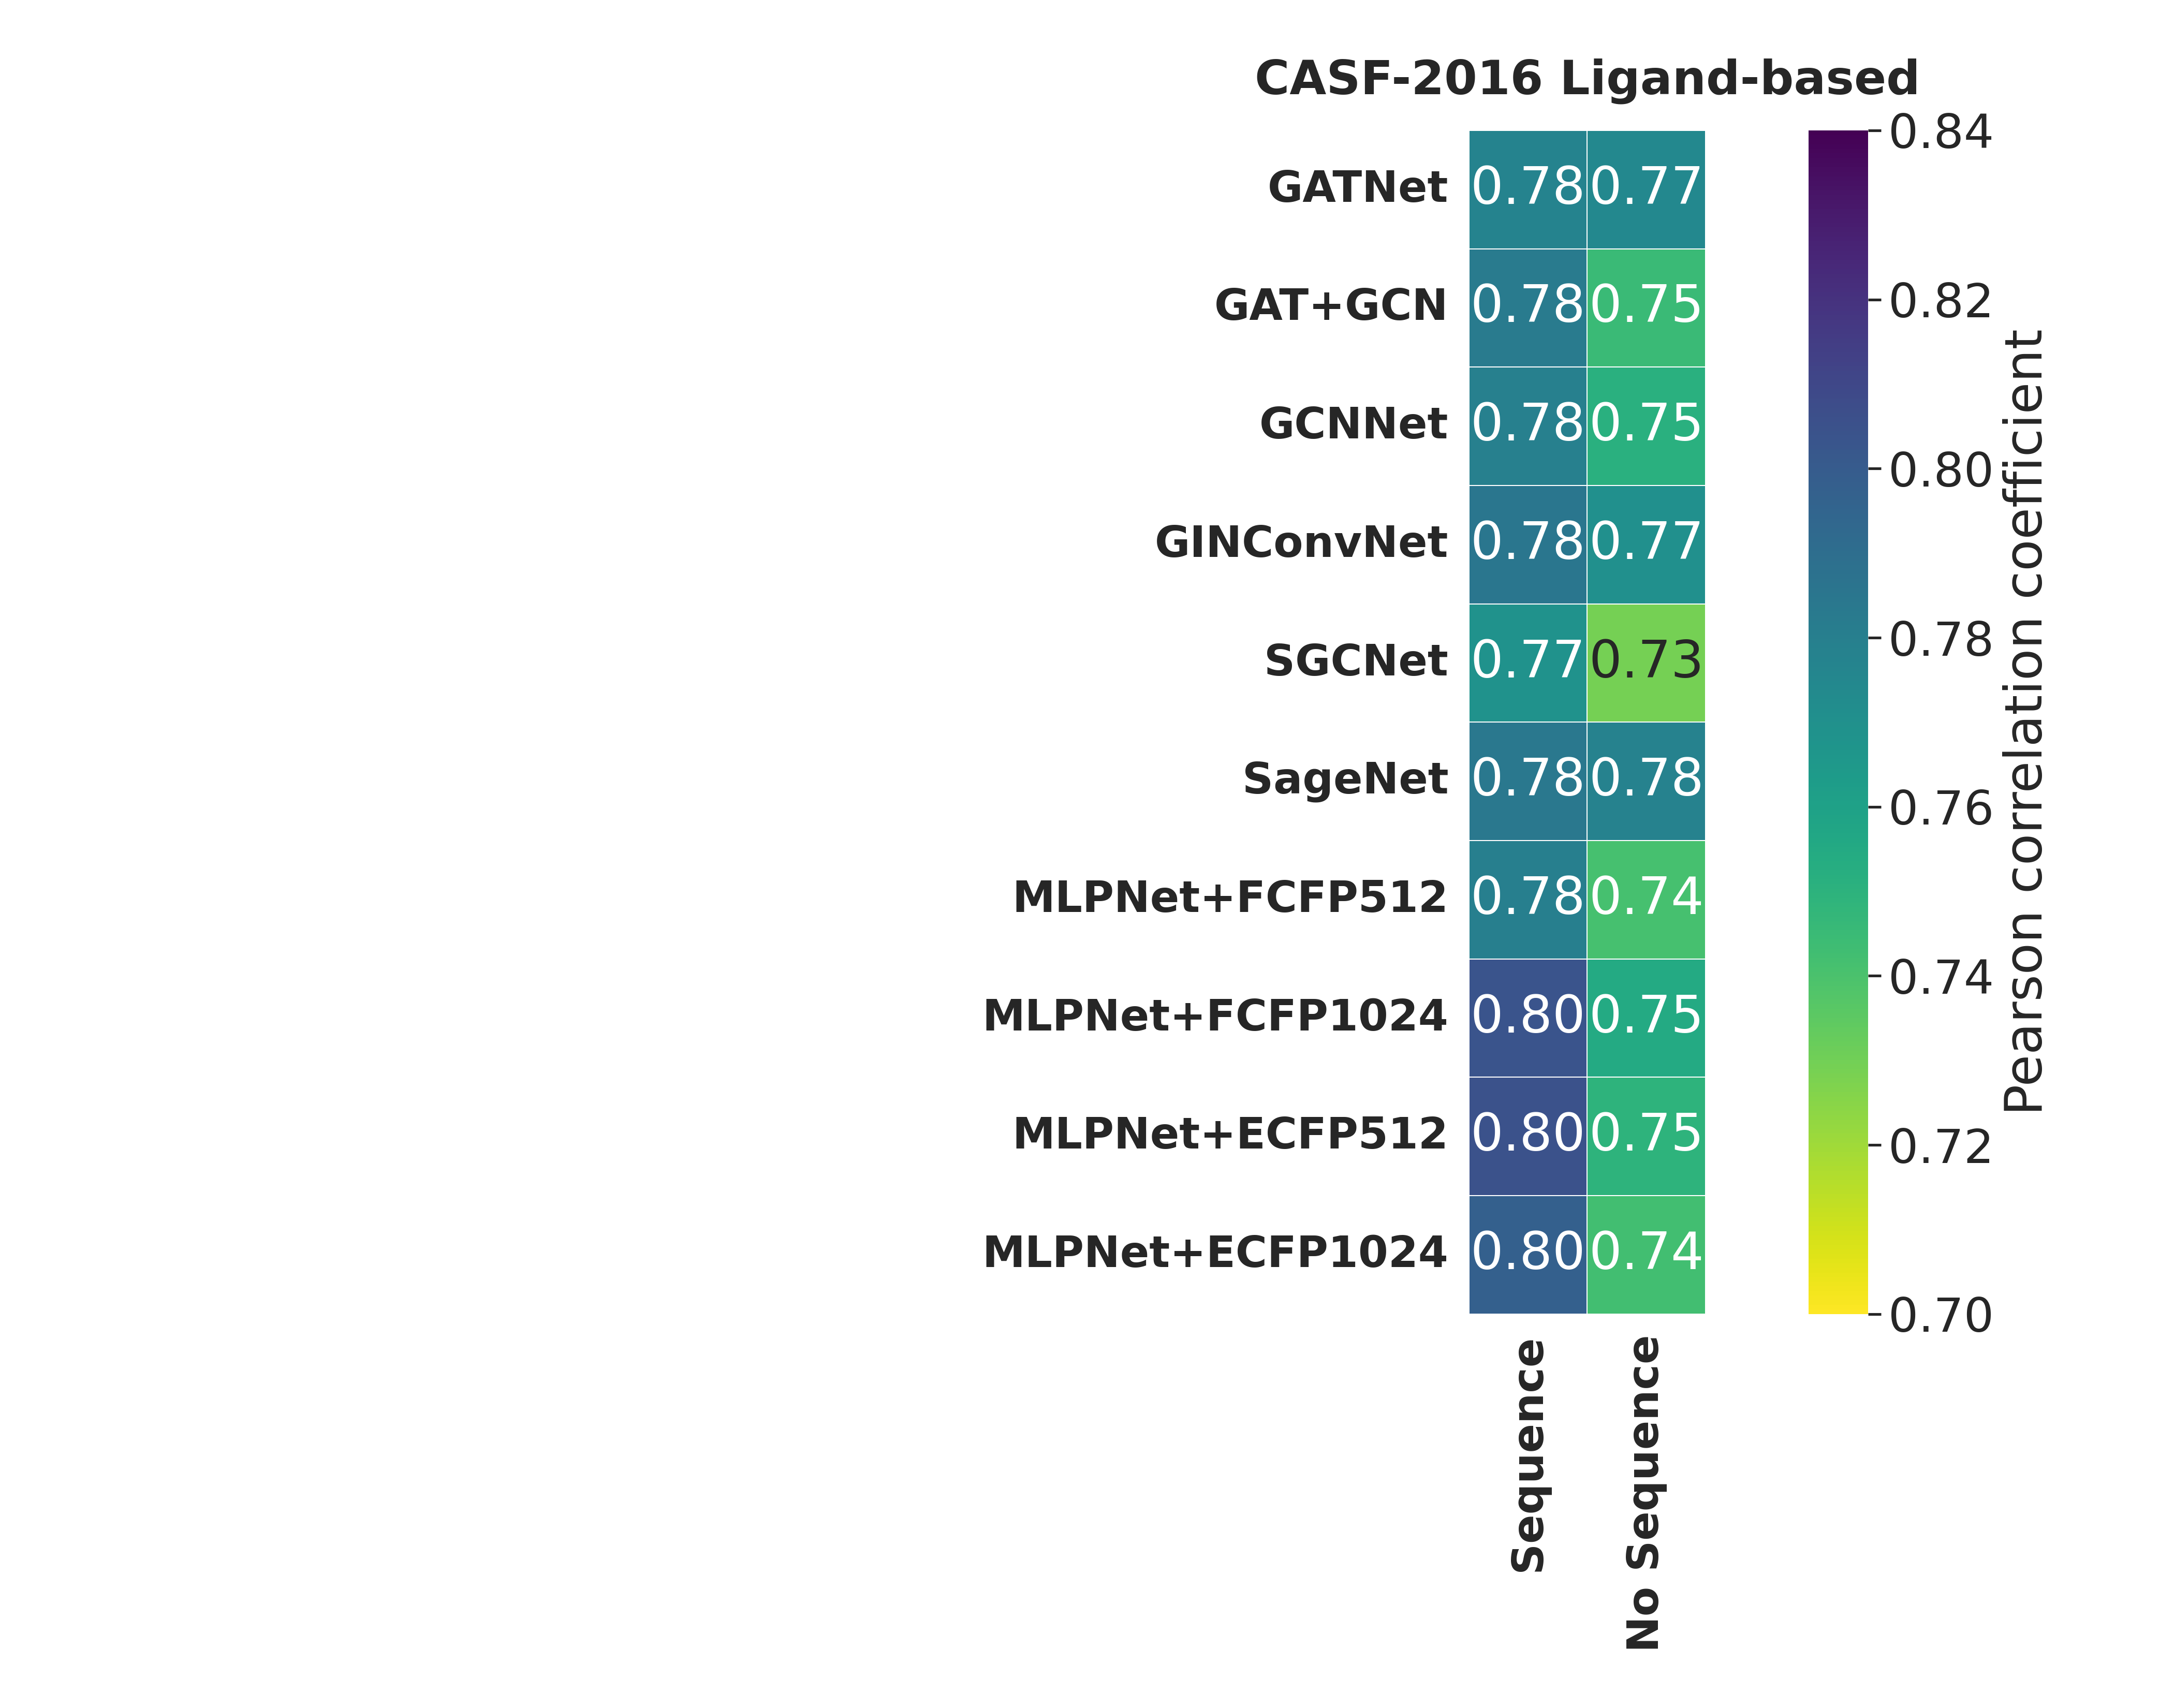 CASF-2016 Ligand-based
GATNet 0.78 0.77
GAT+GCN 0.78 0.75
GCNNet 0.78 0.75
GINConvNet 0.78 0.77
SGCNet 0.77 0.73
SageNet 0.78 0.78
MLPNet+FCFP512 0.78 0.74
MLPNet+FCFP1024 0.80 0.75
MLPNet+ECFP512 0.80 0.75
MLPNet+ECFP1024 0.80 0.74
Sequence
No Sequence
0.84
0.82
0.80
0.78
0.76
0.74
0.72
0.70
Pearson correlation coefficient